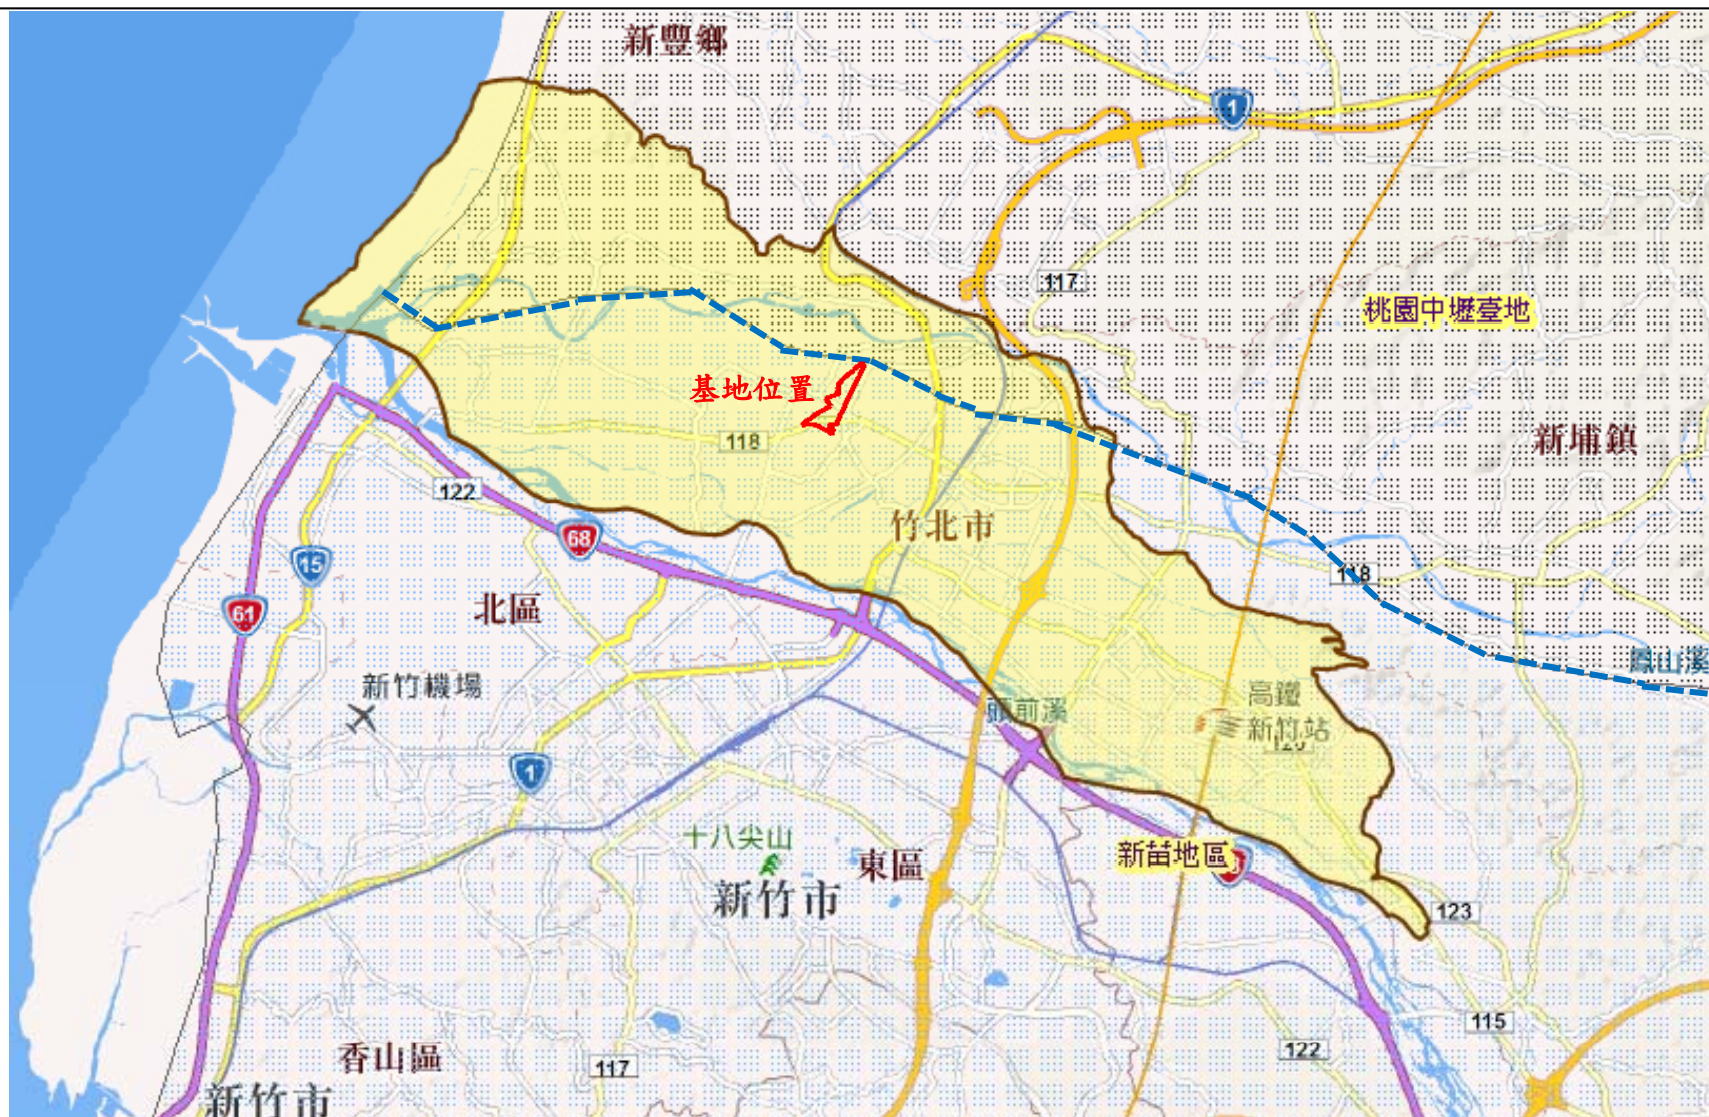 新豐鄉
1
117
桃園中壢臺地
基地位置
118
新埔鎮
122
竹北市
68
15
118
61
北區
鳳山溪
新竹機場
高鐵
頭前溪
新竹站
1
十八尖山
新苗地區
東區
新竹市
123
115
香山區
122
117
新竹市